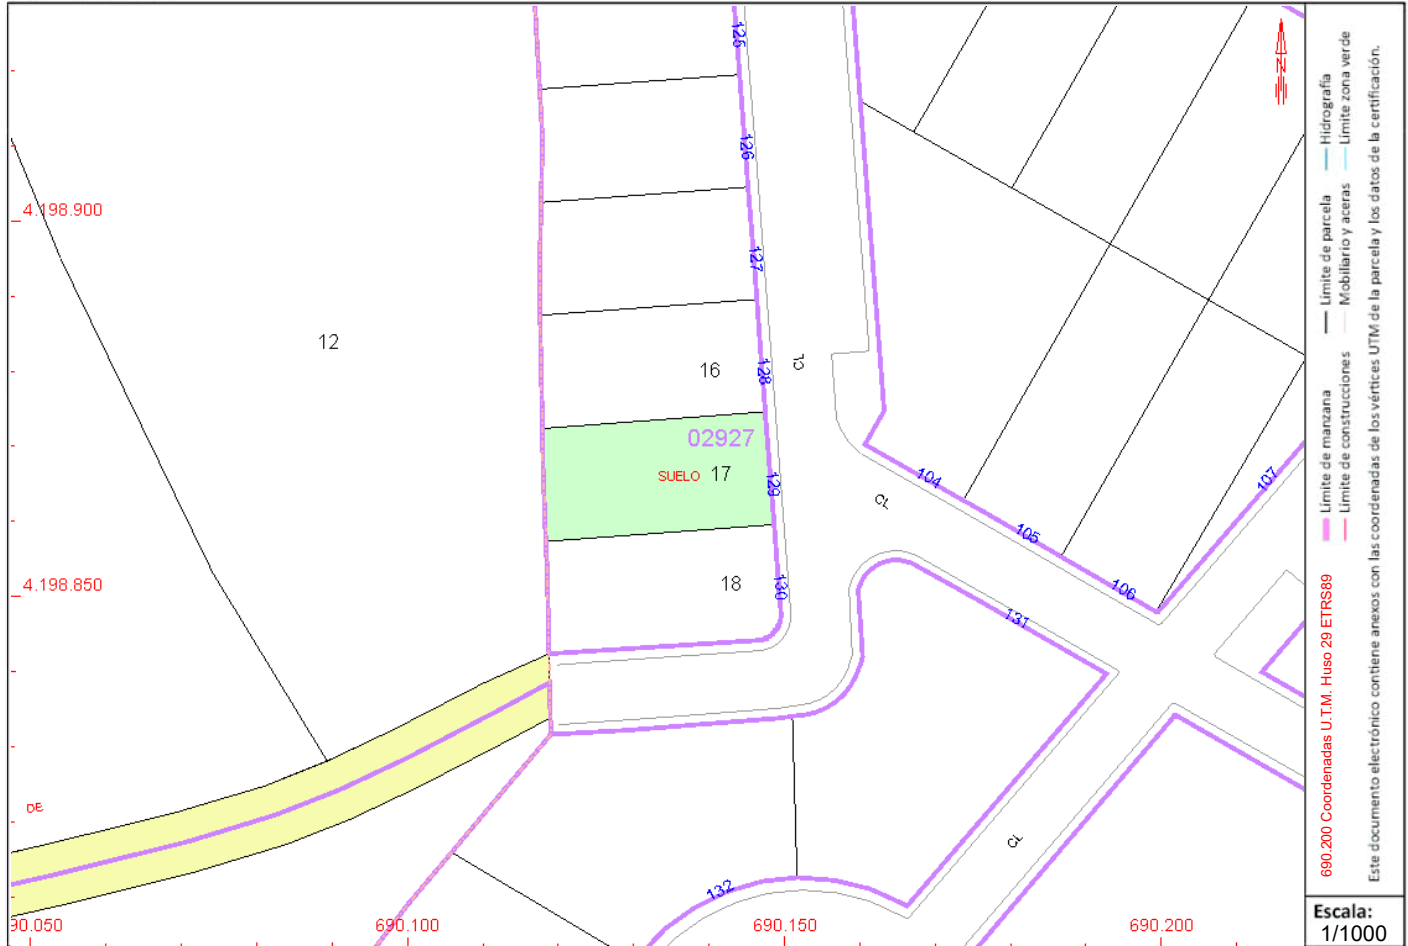 125
126
4.198.900
127
12
16
128
CL
02927
SUELO 17
129
104
107
CL
105
4.198.850
18
130
106
131
DE
CL
132
90.050
690.100
690.150
690.200
N
690.200 Coordenadas U.T.M. Huso 29 ETRS89
Límite de manzana
Límite de parcela
Hidrografía
Límite de construcciones
Mobiliario y aceras
Límite zona verde
Este documento electrónico contiene anexos con las coordenadas de los vértices UTM de la parcela y los datos de la certificación.
Escala:
1/1000